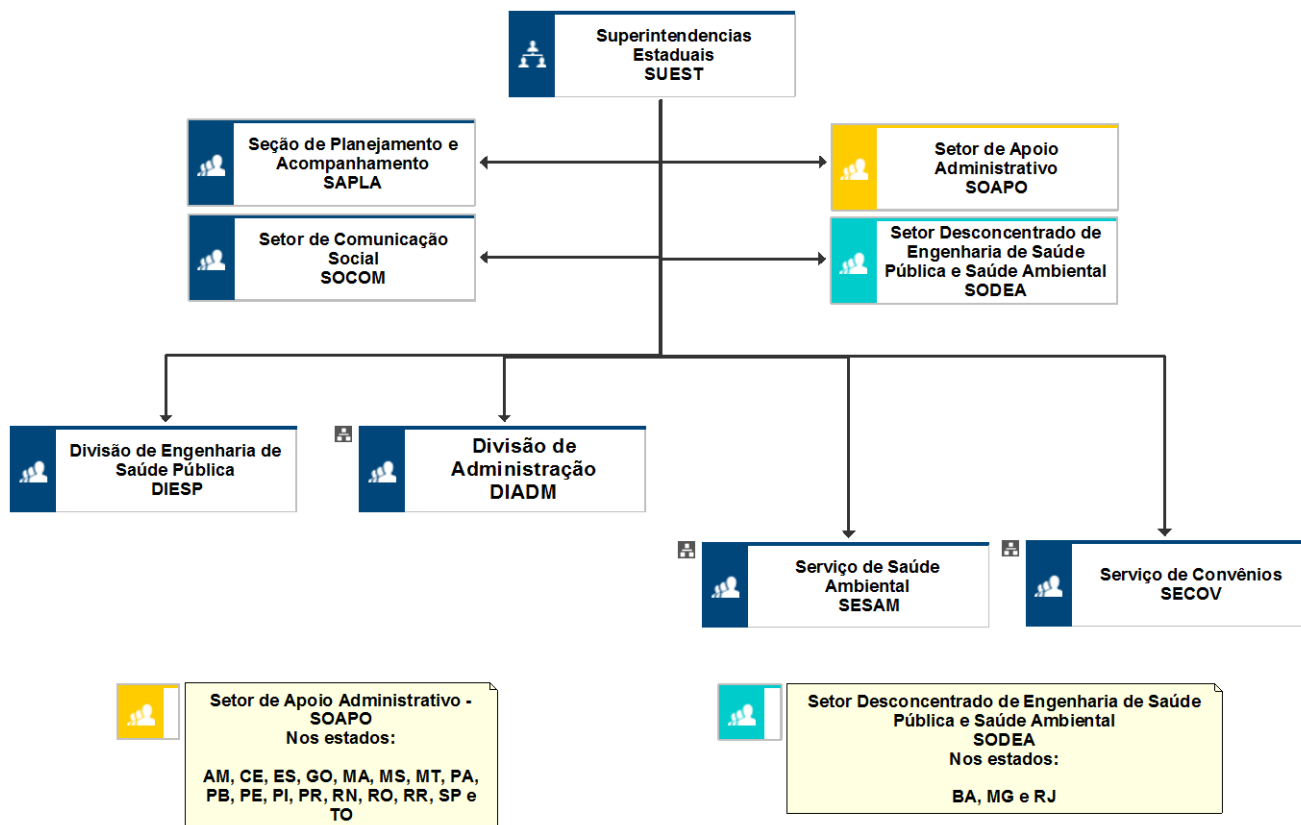 Superintendencias
Estaduais
SUEST
Seção de Planejamento e
Acompanhamento
SAPLA
Setor de Apoio
Administrativo
SOAPO
Setor de Comunicação
Social
SOCOM
Setor Desconcentrado de
Engenharia de Saúde
Pública e Saúde Ambiental
SODEA
Divisão de Engenharia de
Saúde Pública
DIESP
Divisão de
Administração
DIADM
Serviço de Saúde
Ambiental
SESAM
Serviço de Convênios
SECOV
Setor de Apoio Administrativo -
SOAPO
Nos estados:
AM, CE, ES, GO, MA, MS, MT, PA,
PB, PE, PI, PR, RN, RO, RR, SP e
TO
Setor Desconcentrado de Engenharia de Saúde
Pública e Saúde Ambiental
SODEA
Nos estados:
BA, MG e RJ